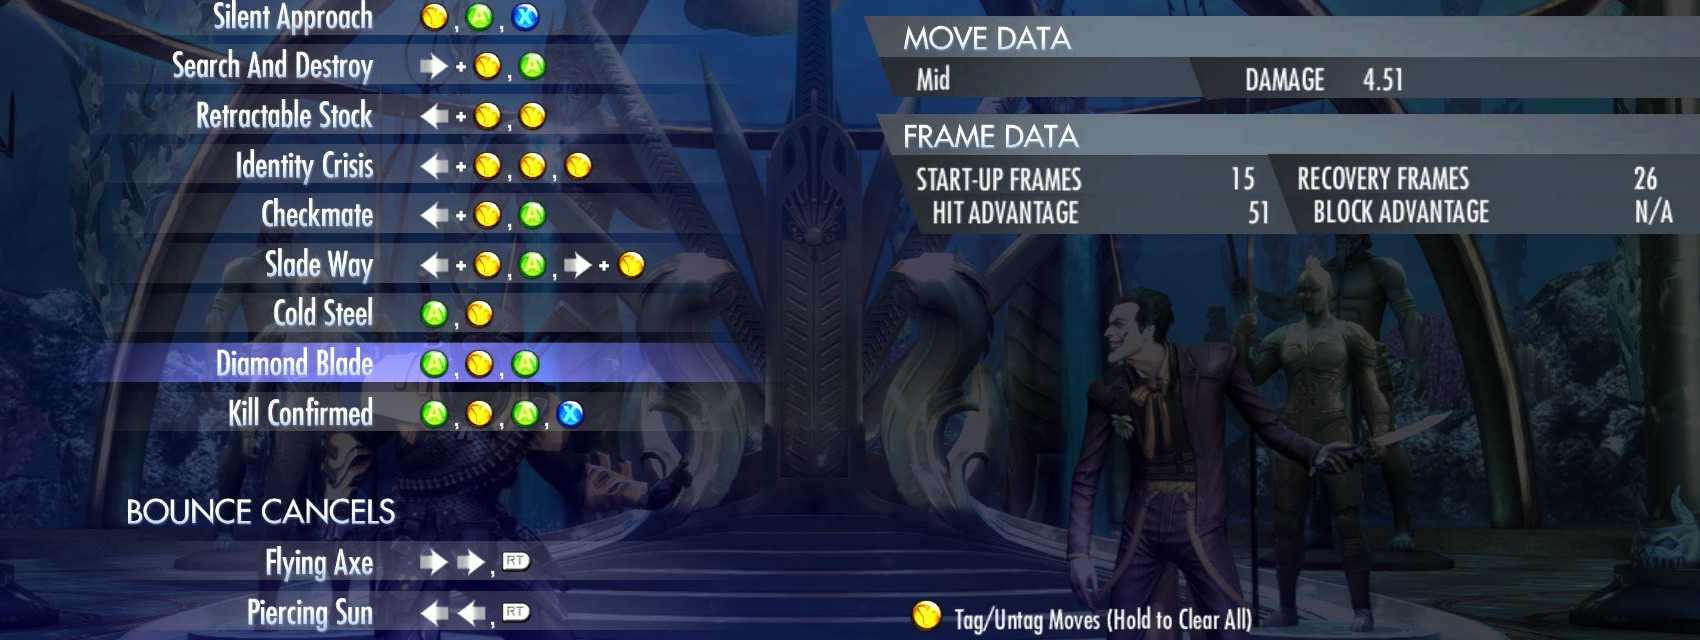 Silent Approach Y, A, X
Search And Destroy + Y, A
Retractable Stock + Y, Y
Identity Crisis + Y, Y, Y
Checkmate + Y, A
Slade Way + Y, A, + Y
Cold Steel A, Y
Diamond Blade A, Y, A
Kill Confirmed A, Y, A, X
BOUNCE CANCELS
Flying Axe , RT
Piercing Sun , RT
MOVE DATA
Mid DAMAGE 4.51
FRAME DATA
START-UP FRAMES 15 RECOVERY FRAMES 26
HIT ADVANTAGE 51 BLOCK ADVANTAGE N/A
Y Tag/Untag Moves (Hold to Clear All)